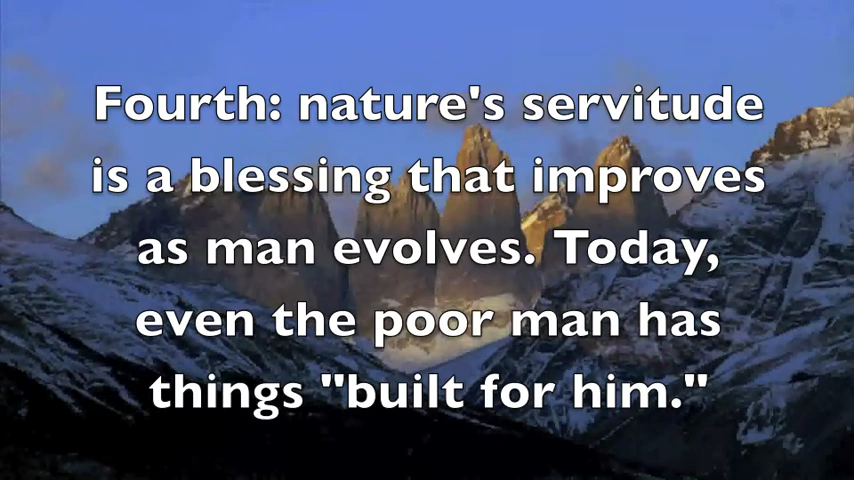 Fourth: nature's servitude
is a blessing that improves
as man evolves. Today,
even the poor man has
things "built for him."